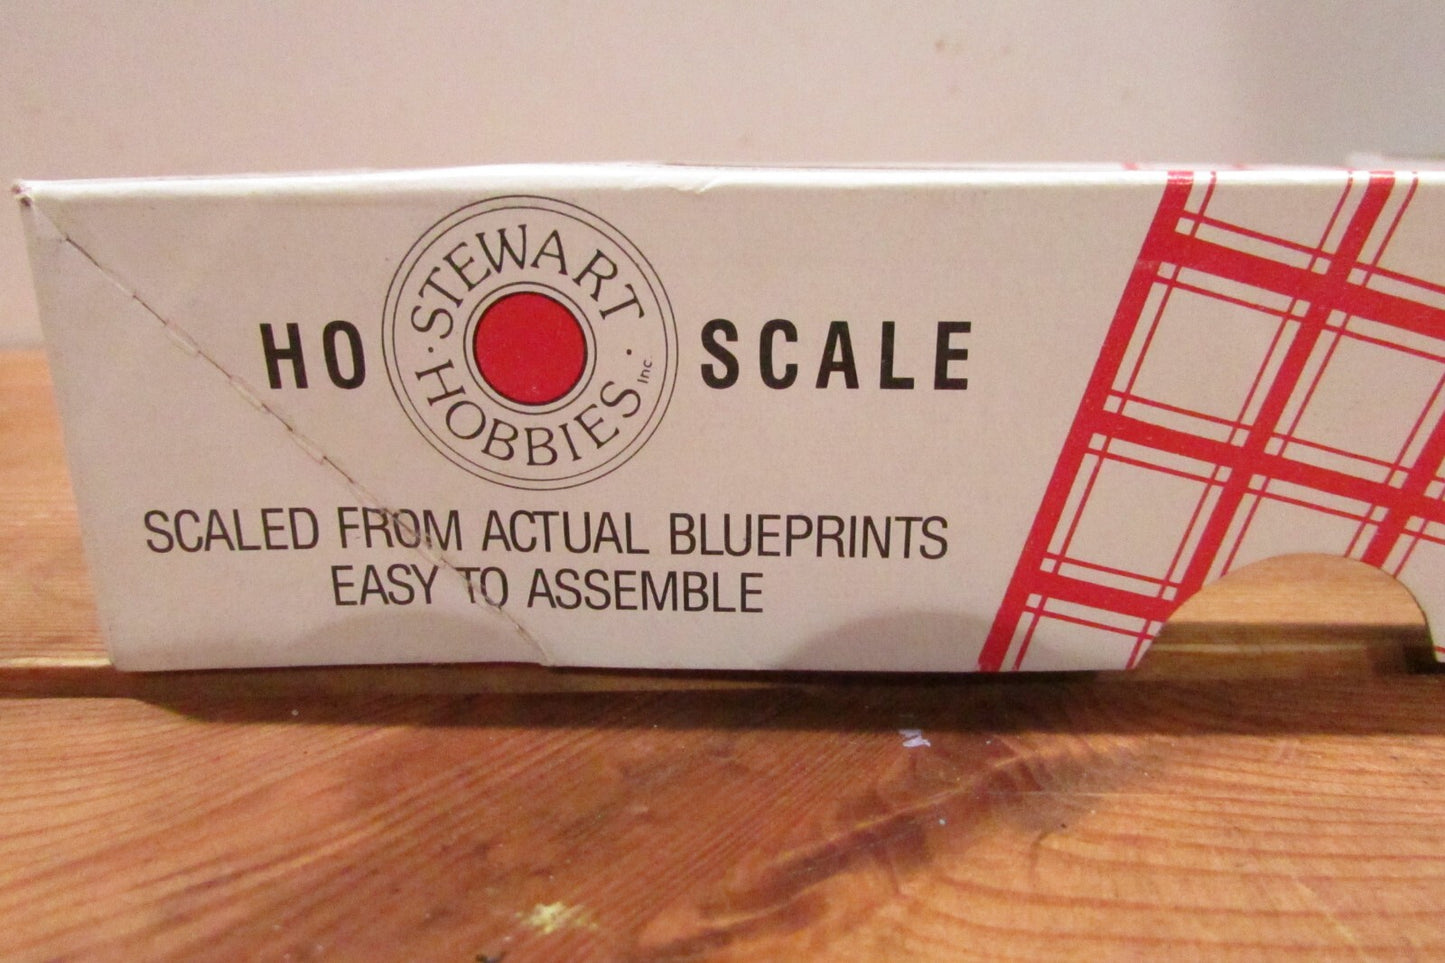 HO SCALE
STEWART
HOBBIES Inc.
SCALED FROM ACTUAL BLUEPRINTS
EASY TO ASSEMBLE